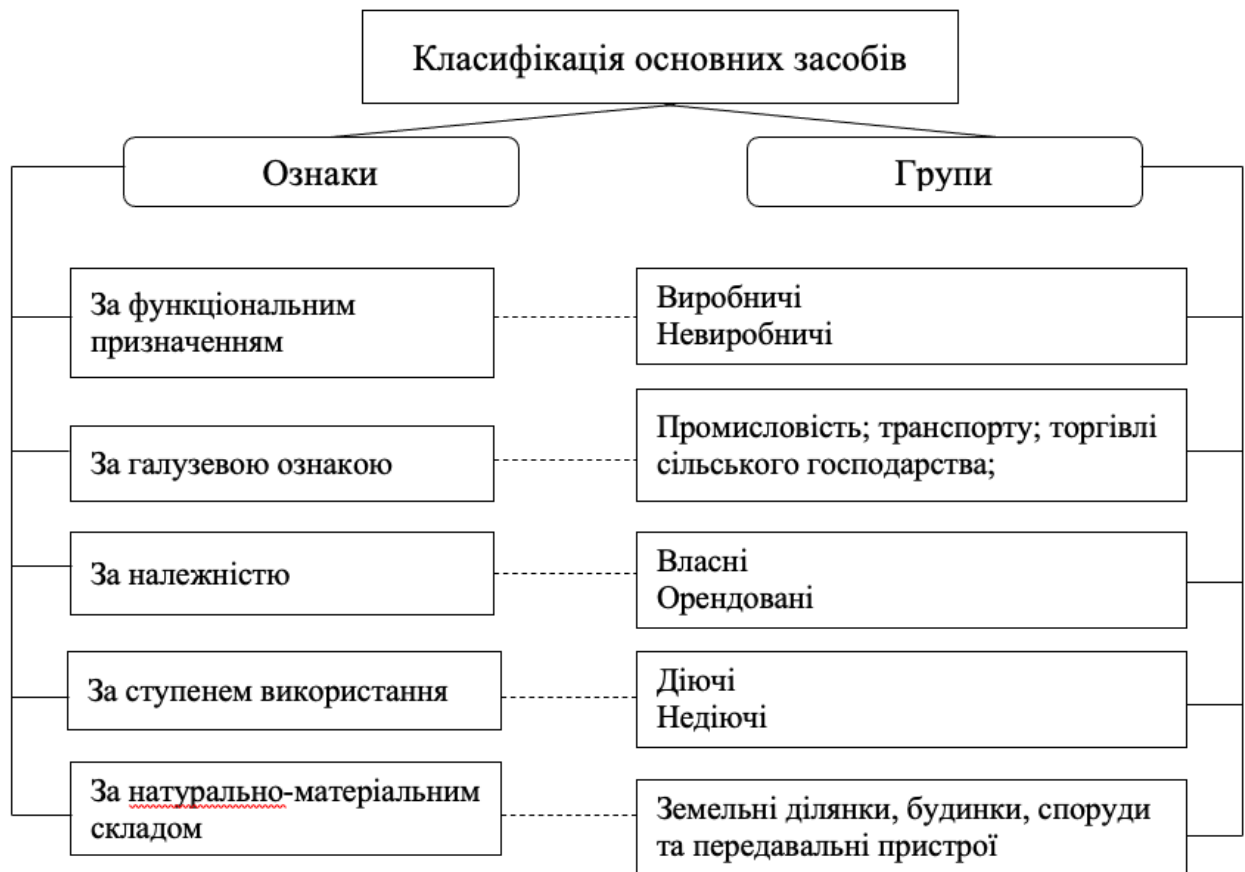 Класифікація основних засобів
Ознаки
Групи
За функціональним
призначенням
Виробничі
Невиробничі
За галузевою ознакою
Промисловість; транспорту; торгівлі
сільського господарства;
За належністю
Власні
Орендовані
За ступенем використання
Діючі
Недіючі
За натурально-матеріальним
складом
Земельні ділянки, будинки, споруди
та передавальні пристрої